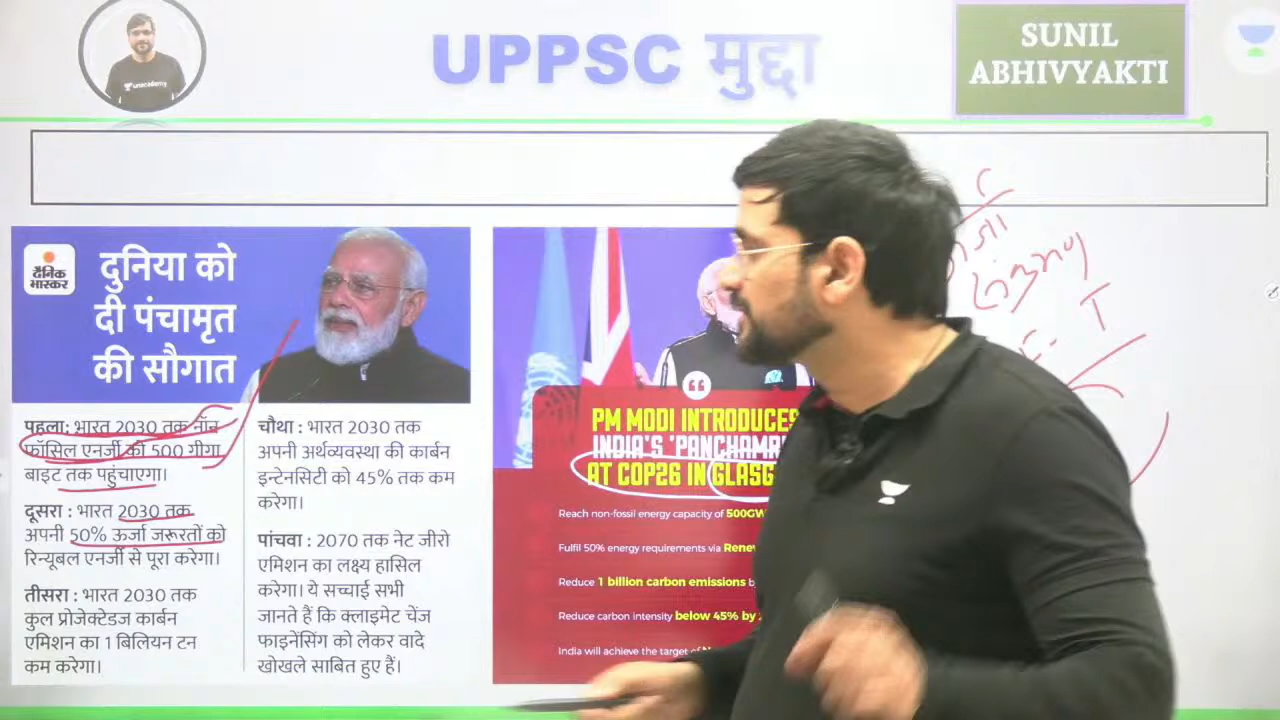 UPPSC मुद्दा
SUNIL
ABHIVYAKTI
unacademy
दैनिक
भास्कर
दुनिया को
दी पंचामृत
की सौगात
पहला: भारत 2030 तक नॉन
फॉसिल एनर्जी की 500 गीगा
बाइट तक पहुंचाएगा।
दूसरा : भारत 2030 तक
अपनी 50% ऊर्जा जरूरतों को
रिन्यूबल एनर्जी से पूरा करेगा।
तीसरा : भारत 2030 तक
कुल प्रोजेक्टेडज कार्बन
एमिशन का 1 बिलियन टन
कम करेगा।
चौथा : भारत 2030 तक
अपनी अर्थव्यवस्था की कार्बन
इन्टेनसिटी को 45% तक कम
करेगा।
पांचवा : 2070 तक नेट जीरो
एमिशन का लक्ष्य हासिल
करेगा। ये सच्चाई सभी
जानते हैं कि क्लाइमेट चेंज
फाइनेंसिंग को लेकर वादे
खोखले साबित हुए हैं।
PM MODI INTRODUCES
INDIA'S 'PANCHAM
AT COP26 IN GLASG
Reach non-fossil energy capacity of 500GW
Fulfil 50% energy requirements via Rene
Reduce 1 billion carbon emissions b
Reduce carbon intensity below 45% by
India will achieve the target of